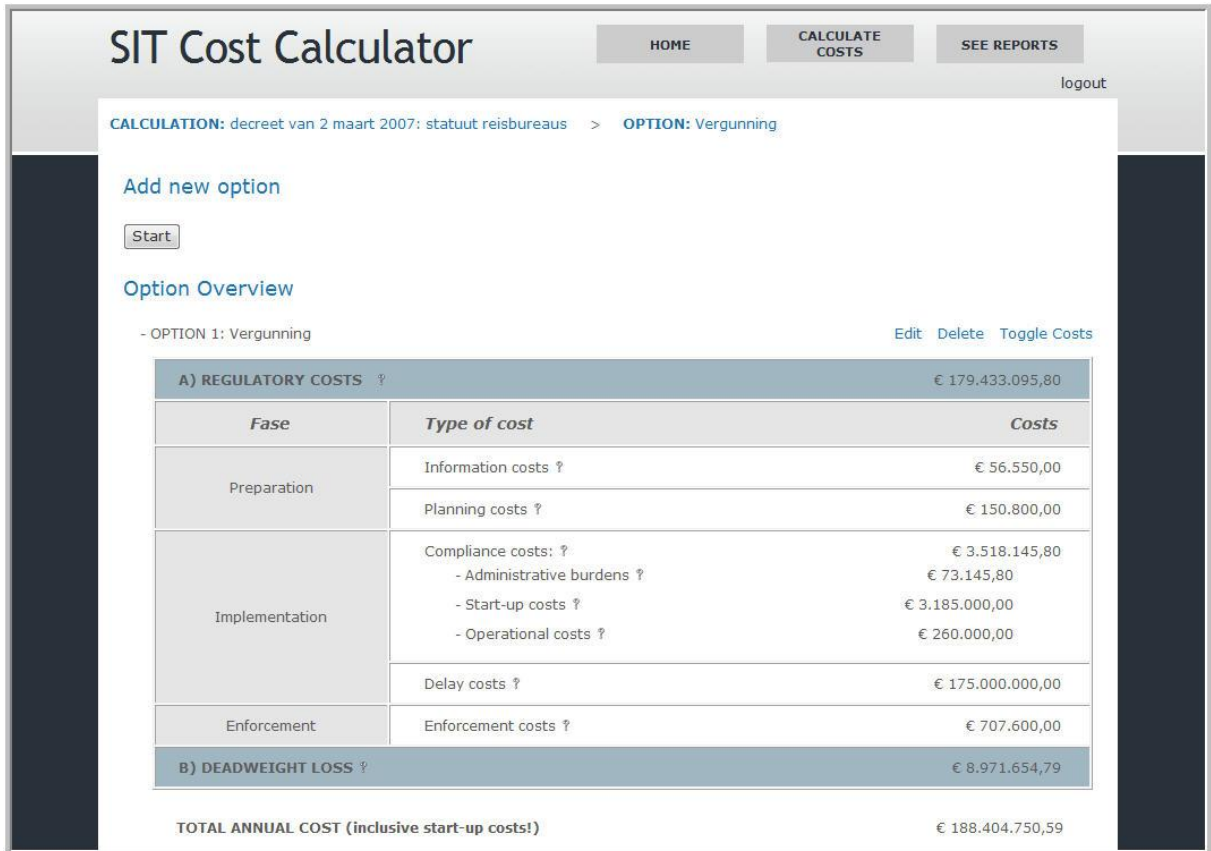 SIT Cost Calculator
HOME
CALCULATE
COSTS
SEE REPORTS
logout
CALCULATION: decreet van 2 maart 2007: statuut reisbureaus > OPTION: Vergunning
Add new option
Start
Option Overview
- OPTION 1: Vergunning Edit Delete Toggle Costs
A) REGULATORY COSTS ? € 179.433.095,80
Fase Type of cost Costs
Preparation
Information costs ? € 56.550,00
Planning costs ? € 150.800,00
Implementation
Compliance costs: ? € 3.518.145,80
- Administrative burdens ? € 73.145,80
- Start-up costs ? € 3.185.000,00
- Operational costs ? € 260.000,00
Delay costs ? € 175.000.000,00
Enforcement Enforcement costs ? € 707.600,00
B) DEADWEIGHT LOSS ? € 8.971.654,79
TOTAL ANNUAL COST (inclusive start-up costs!) € 188.404.750,59